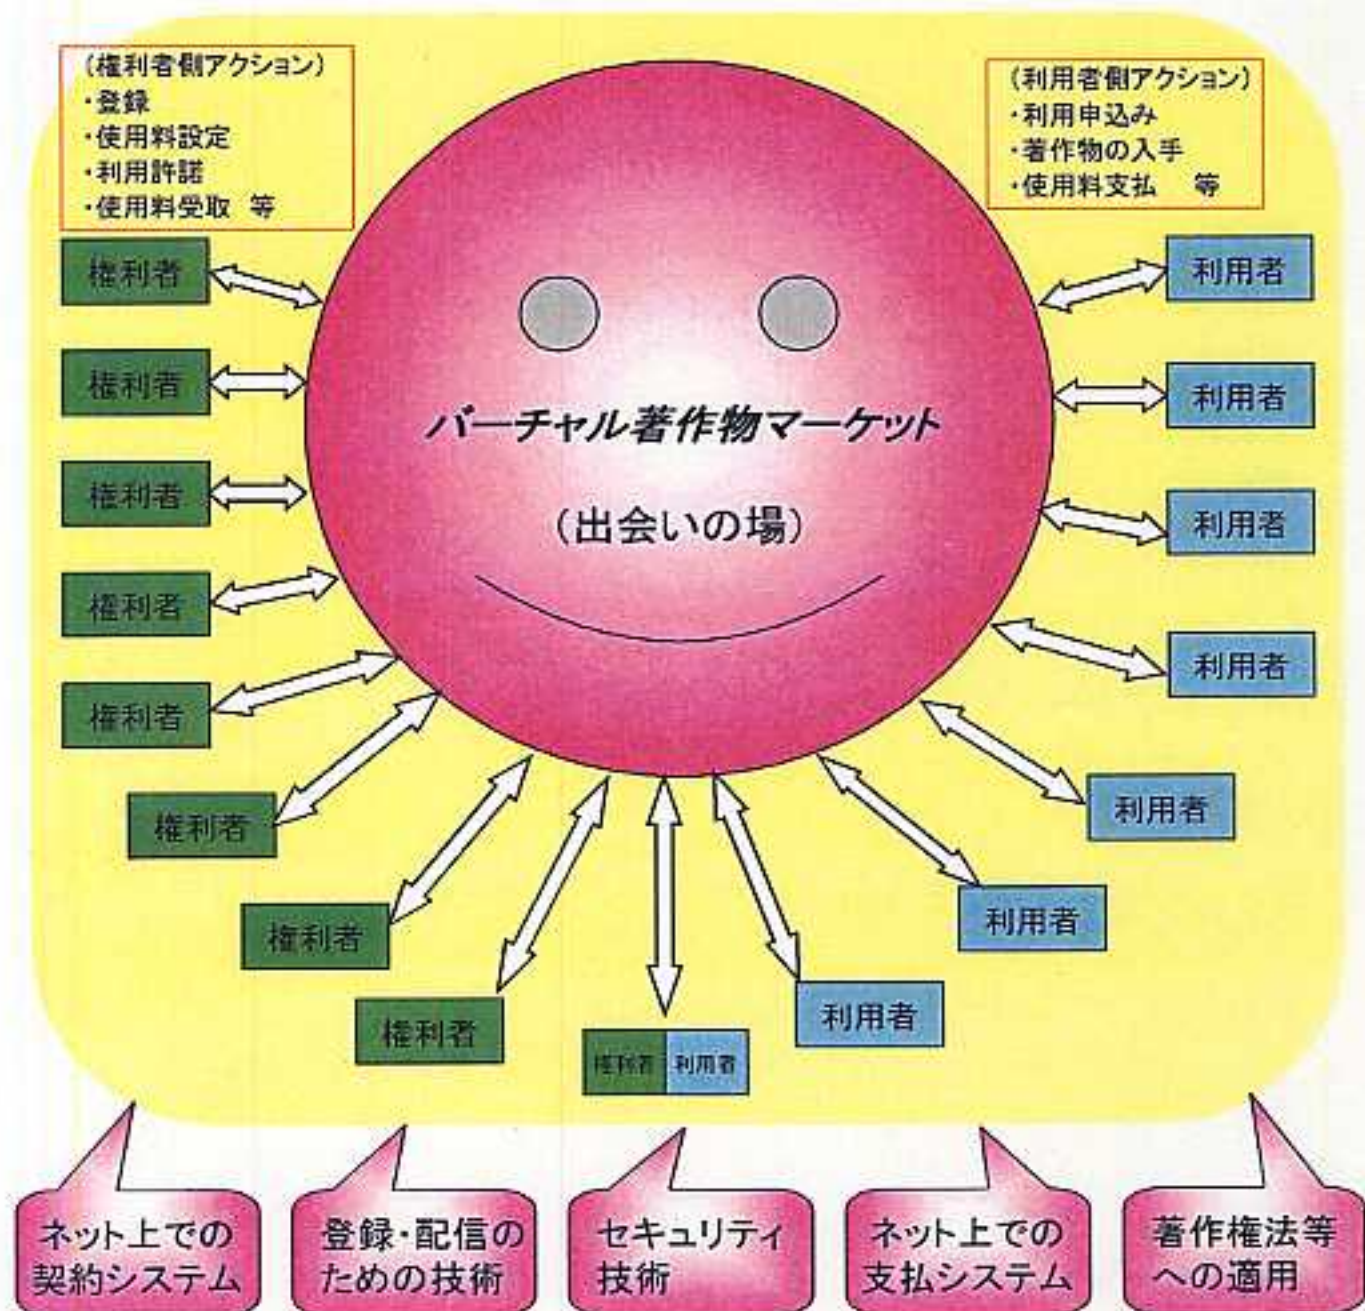 (権利者側アクション)
・登録
・使用料設定
・利用許諾
・使用料受取 等
(利用者側アクション)
・利用申込み
・著作物の入手
・使用料支払 等
バーチャル著作物マーケット
(出会いの場)
権利者
権利者
権利者
権利者
権利者
権利者
権利者
権利者
権利者 利用者
利用者
利用者
利用者
利用者
利用者
利用者
利用者
ネット上での
契約システム
登録・配信の
ための技術
セキュリティ
技術
ネット上での
支払システム
著作権法等
への適用